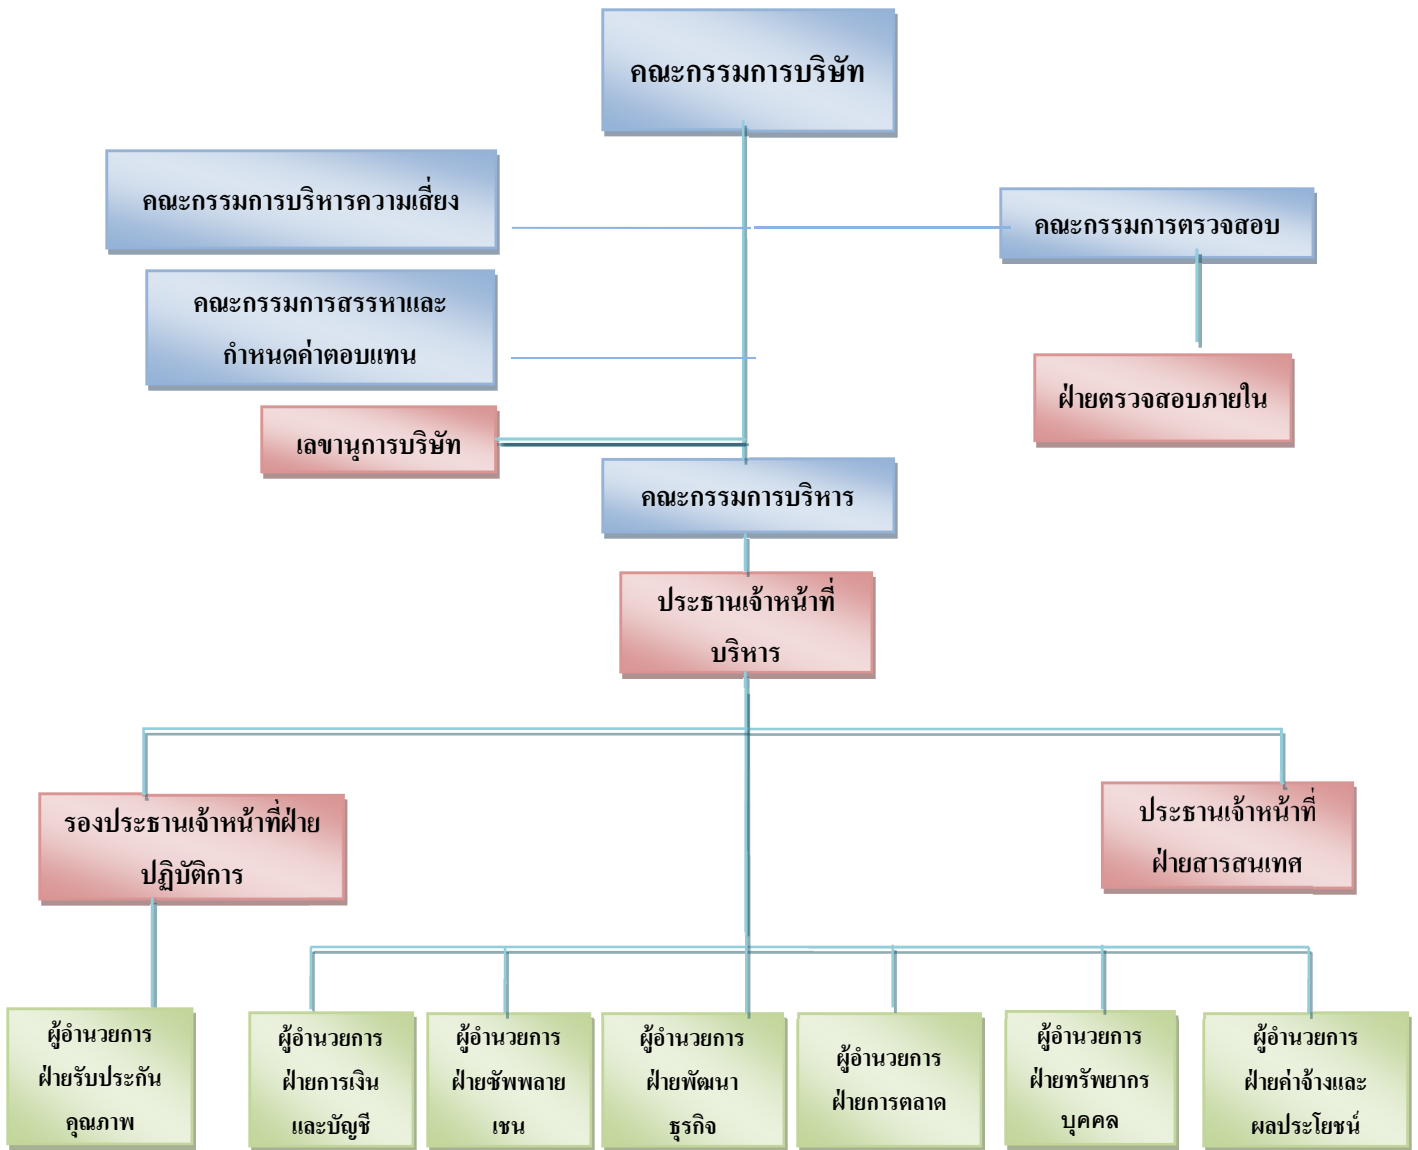 คณะกรรมการบริษัท
คณะกรรมการบริหารความเสี่ยง
คณะกรรมการตรวจสอบ
คณะกรรมการสรรหาและ
กำหนดค่าตอบแทน
ฝ่ายตรวจสอบภายใน
เลขานุการบริษัท
คณะกรรมการบริหาร
ประธานเจ้าหน้าที่
บริหาร
รองประธานเจ้าหน้าที่ฝ่าย
ปฏิบัติการ
ประธานเจ้าหน้าที่
ฝ่ายสารสนเทศ
ผู้อำนวยการ
ฝ่ายรับประกัน
คุณภาพ
ผู้อำนวยการ
ฝ่ายการเงิน
และบัญชี
ผู้อำนวยการ
ฝ่ายซัพพลาย
เชน
ผู้อำนวยการ
ฝ่ายพัฒนา
ธุรกิจ
ผู้อำนวยการ
ฝ่ายการตลาด
ผู้อำนวยการ
ฝ่ายทรัพยากร
บุคคล
ผู้อำนวยการ
ฝ่ายค่าจ้างและ
ผลประโยชน์